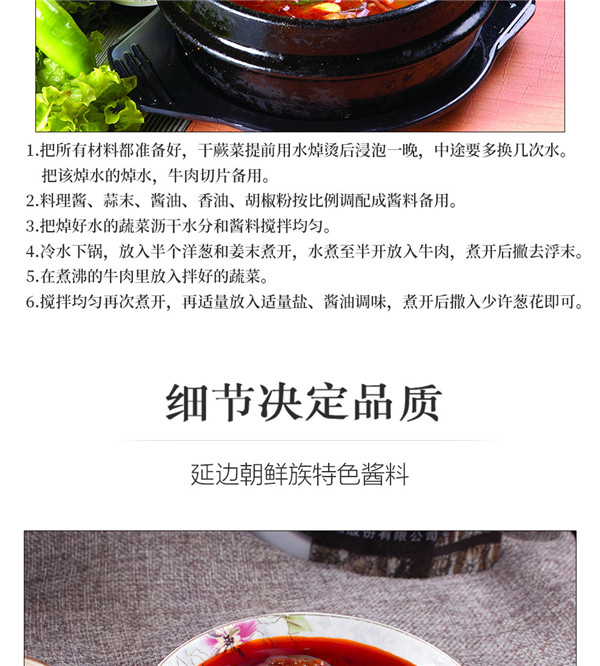 1.把所有材料都准备好，干蕨菜提前用水焯烫后浸泡一晚，中途要多换几次水。
把该焯水的焯水，牛肉切片备用。
2.料理酱、蒜末、酱油、香油、胡椒粉按比例调配成酱料备用。
3.把焯好水的蔬菜沥干水分和酱料搅拌均匀。
4.冷水下锅，放入半个洋葱和姜末煮开，水煮至半开放入牛肉，煮开后撇去浮末。
5.在煮沸的牛肉里放入拌好的蔬菜。
6.搅拌均匀再次煮开，再适量放入适量盐、酱油调味，煮开后撒入少许葱花即可。
细节决定品质
延边朝鲜族特色酱料
股份有限公司